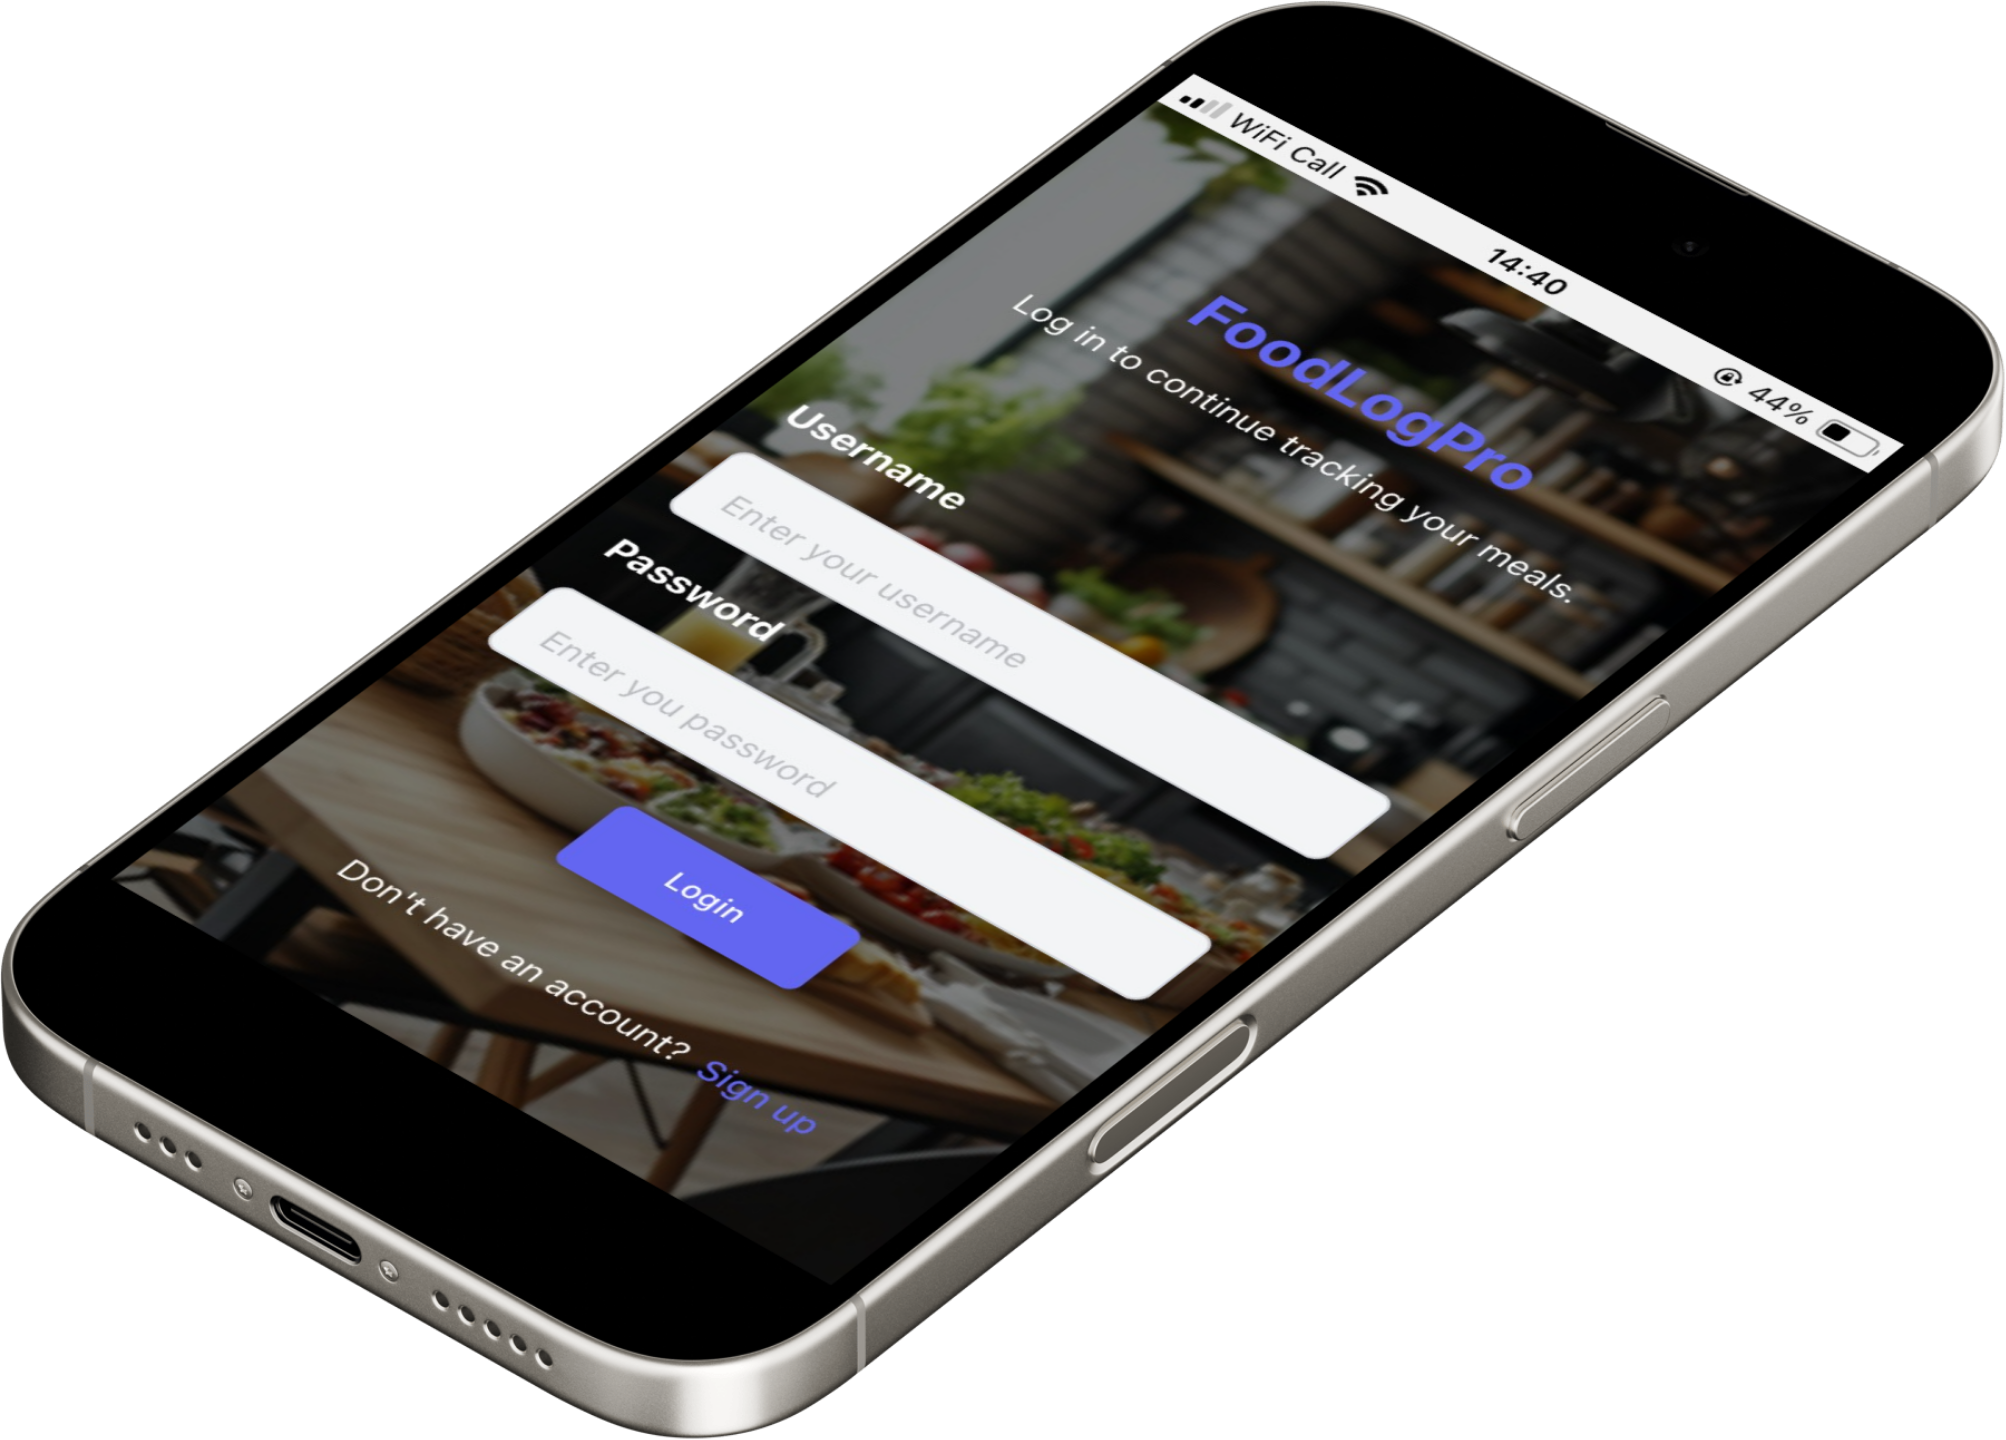 WiFi Call 14:40 44%
FoodLogPro
Log in to continue tracking your meals.
Username
Enter your username
Password
Enter you password
Login
Don't have an account? Sign up